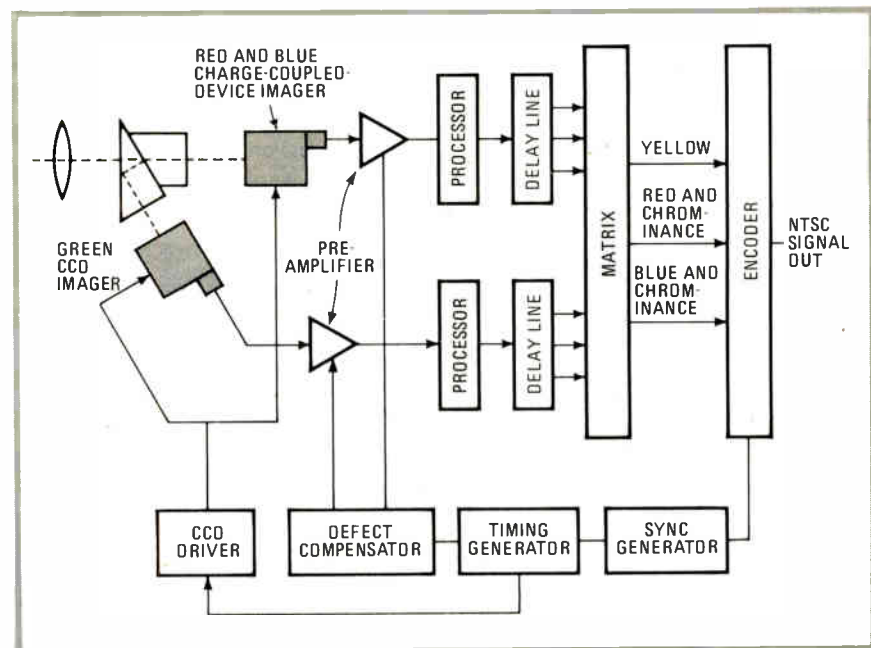 RED AND BLUE
CHARGE-COUPLED-
DEVICE IMAGER
GREEN
CCD
IMAGER
PRE-
AMPLIFIER
PROCESSOR
DELAY LINE
PROCESSOR
DELAY LINE
MATRIX
YELLOW
RED AND
CHROM-
INANCE
BLUE AND
CHROM-
INANCE
ENCODER
NTSC
SIGNAL
OUT
CCD
DRIVER
DEFECT
COMPENSATOR
TIMING
GENERATOR
SYNC
GENERATOR